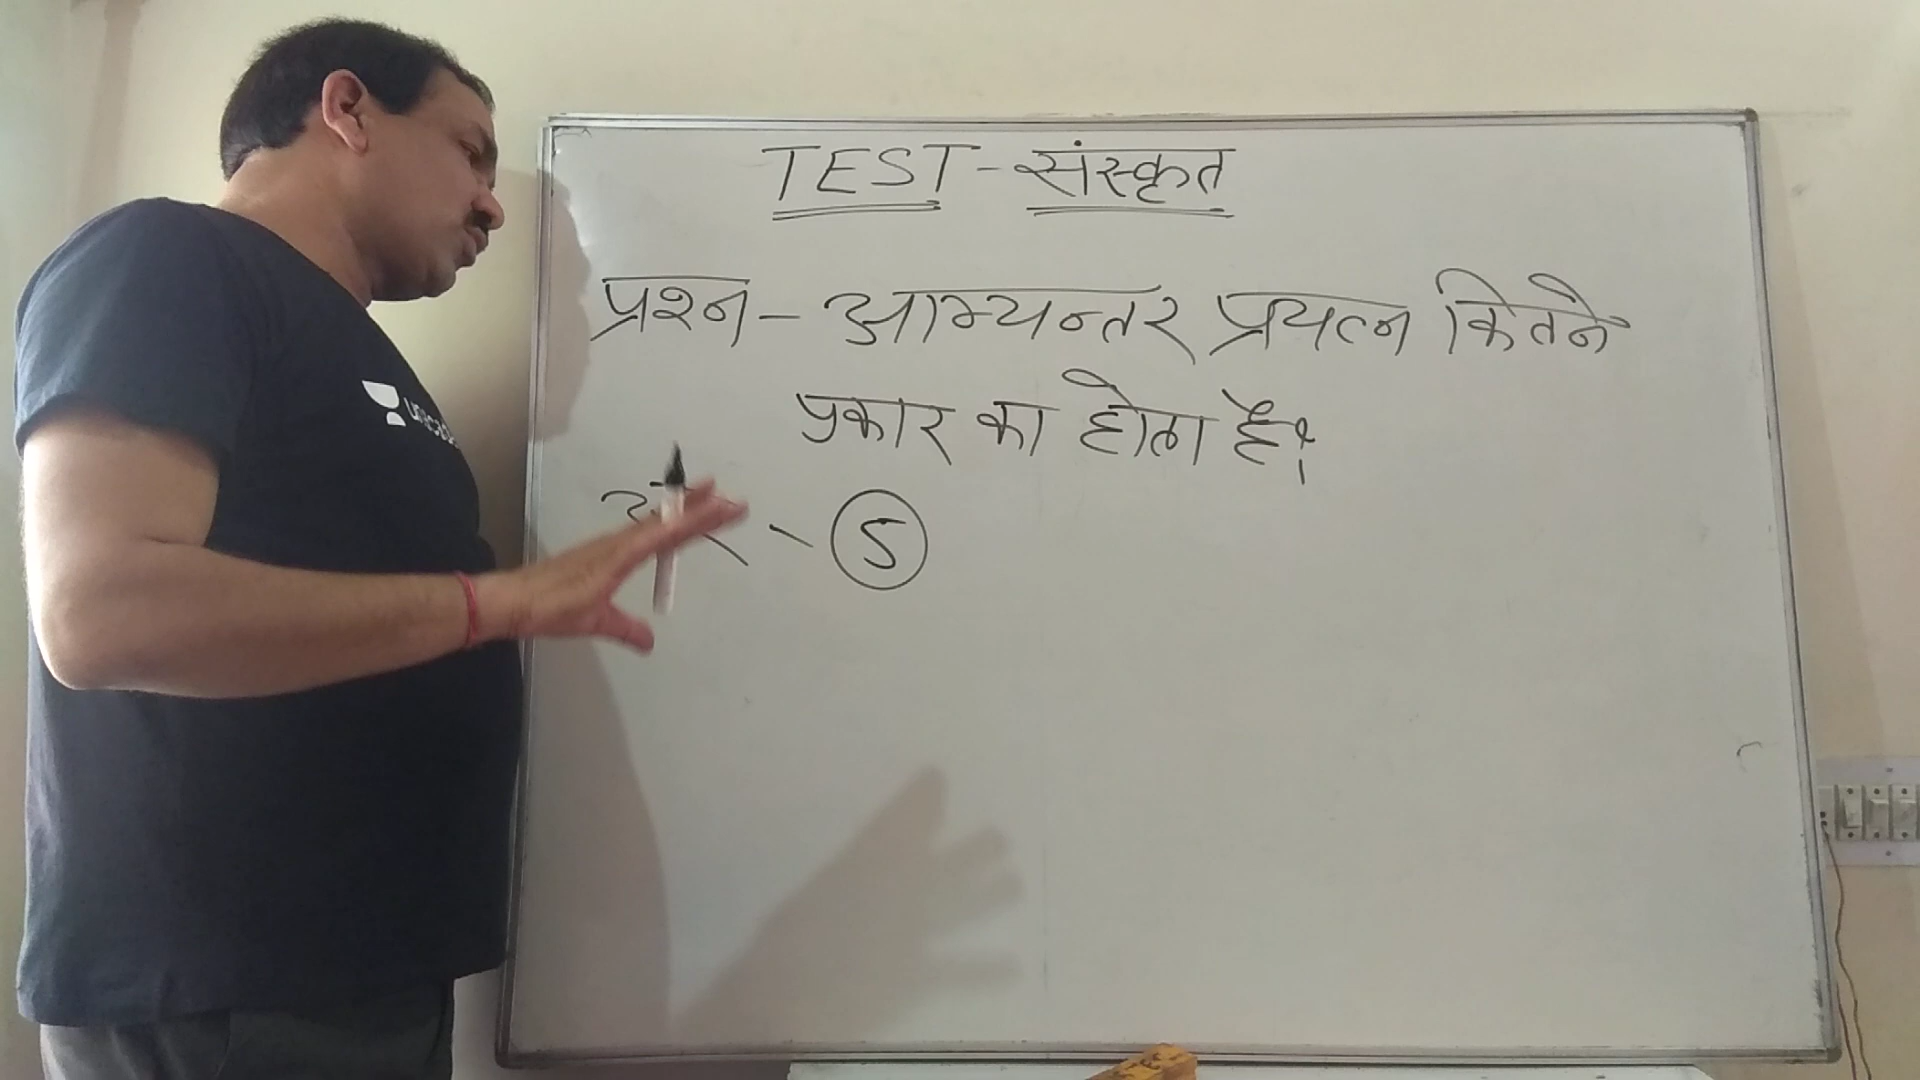 TEST - संस्कृत
प्रश्न - आभ्यन्तर प्रयत्न कितने
प्रकार का होता है?
- 5